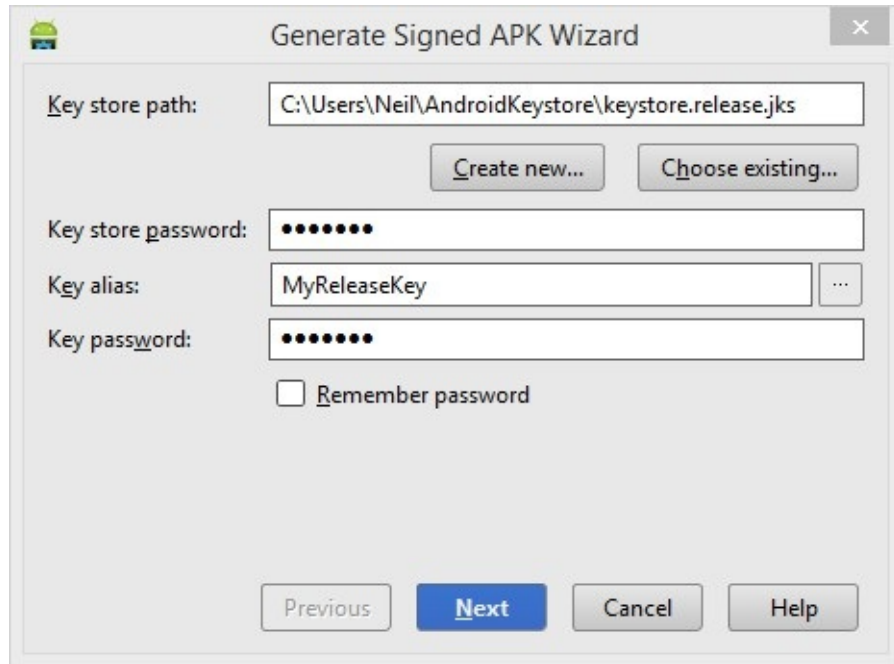 Generate Signed APK Wizard
Key store path: C:\Users\Neil\AndroidKeystore\keystore.release.jks
Create new... Choose existing...
Key store password: •••••••
Key alias: MyReleaseKey ...
Key password: •••••••
Remember password
Previous Next Cancel Help